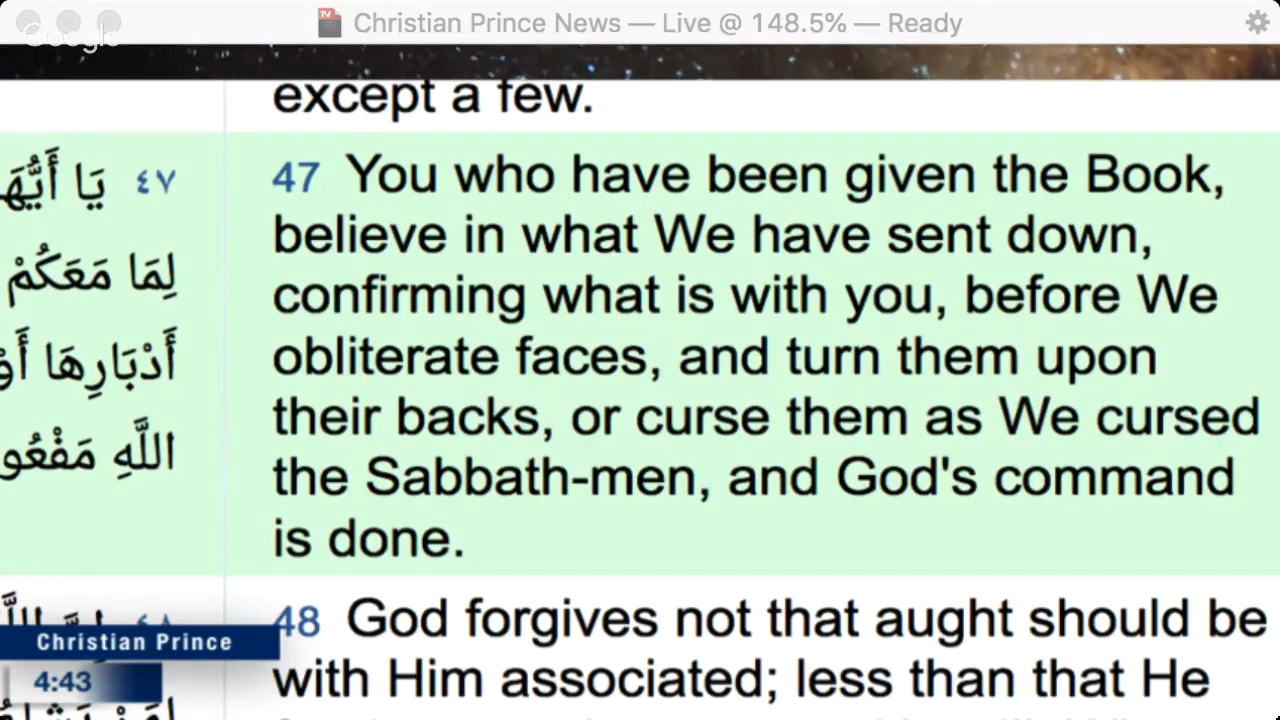 Google
Christian Prince News — Live @ 148.5% — Ready
except a few.
٤٧ يَا
لِمَا مَعَكُمْ
أَدْبَارِهَا أَوْ
اللَّهِ
47 You who have been given the Book,
believe in what We have sent down,
confirming what is with you, before We
obliterate faces, and turn them upon
their backs, or curse them as We cursed
the Sabbath-men, and God's command
is done.
48 God forgives not that aught should be
with Him associated; less than that He
Christian Prince
4:43